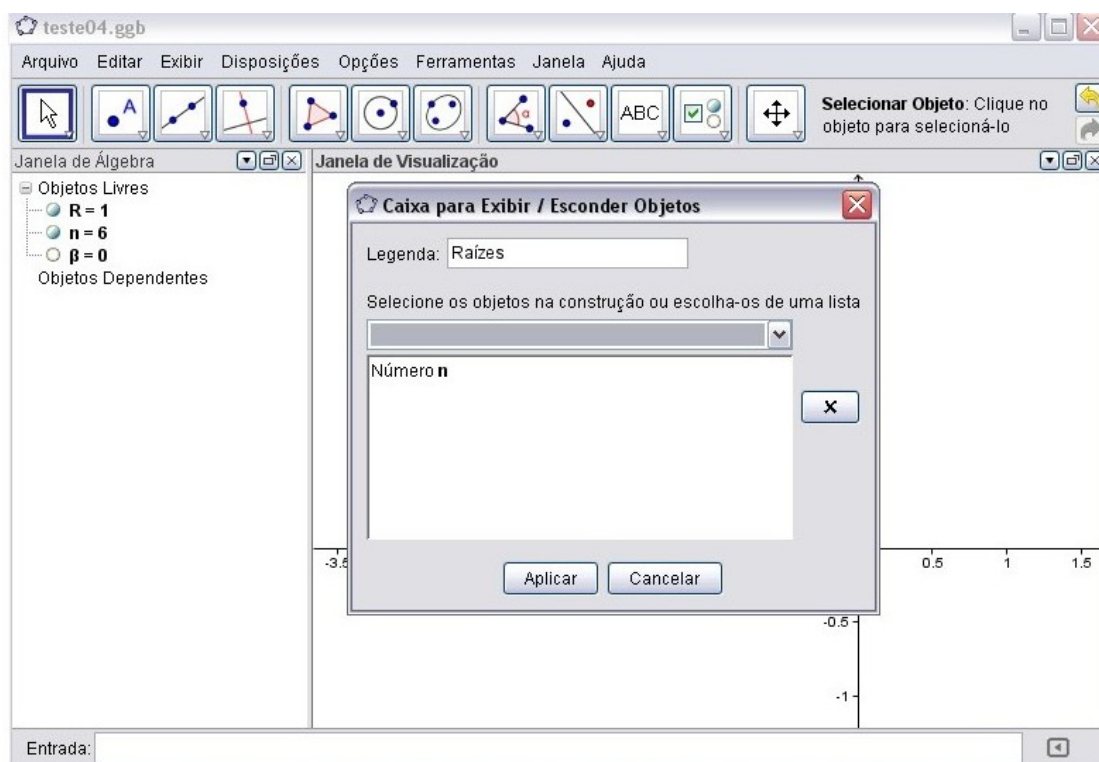 teste04.ggb
Arquivo Editar Exibir Disposições Opções Ferramentas Janela Ajuda
A
α
ABC
Selecionar Objeto: Clique no
objeto para selecioná-lo
Janela de Álgebra
Janela de Visualização
Objetos Livres
R = 1
n = 6
β = 0
Objetos Dependentes
Caixa para Exibir / Esconder Objetos
Legenda: Raízes
Selecione os objetos na construção ou escolha-os de uma lista
Número n
x
Aplicar Cancelar
-3.5
0.5 1 1.5
-0.5
-1
Entrada: